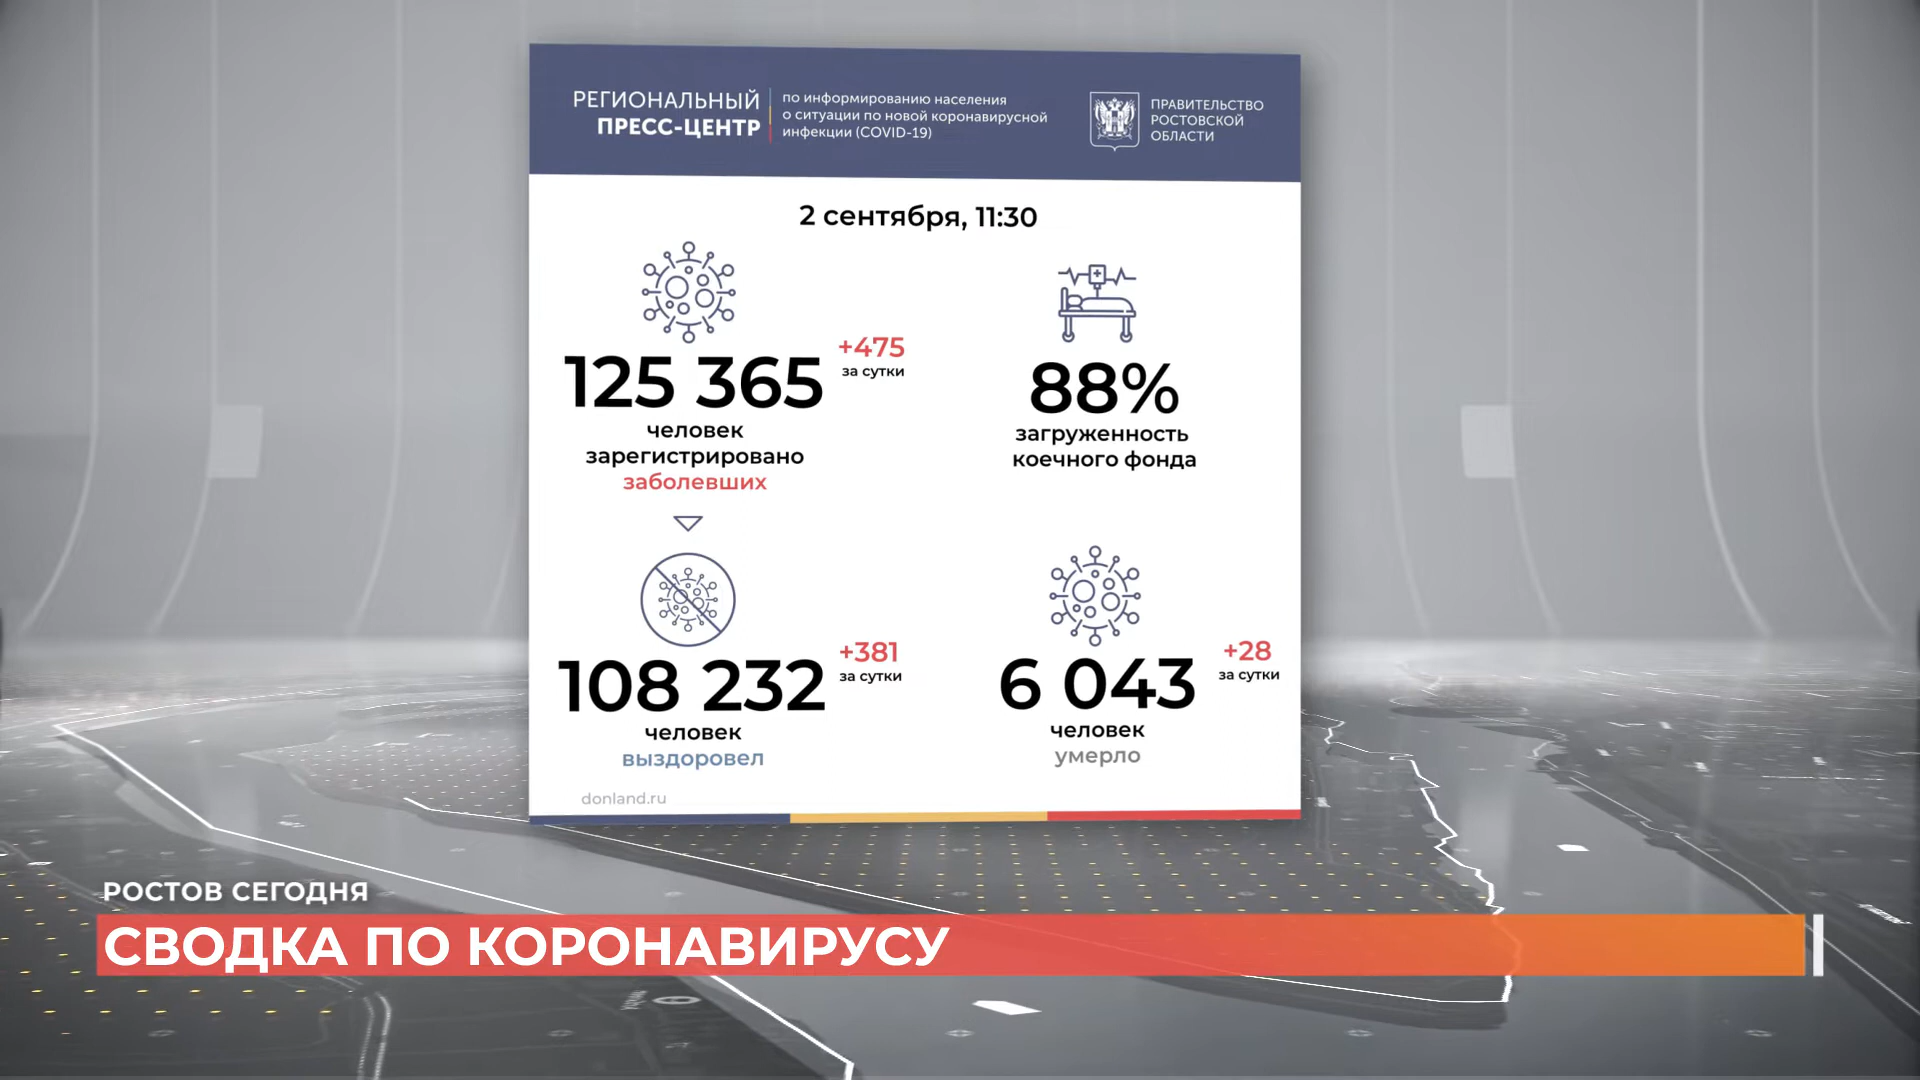 РЕГИОНАЛЬНЫЙ
ПРЕСС-ЦЕНТР
по информированию населения
о ситуации по новой коронавирусной
инфекции (COVID-19)
ПРАВИТЕЛЬСТВО
РОСТОВСКОЙ
ОБЛАСТИ
2 сентября, 11:30
125 365
+475
за сутки
человек
зарегистрировано
заболевших
88%
загруженность
коечного фонда
108 232
+381
за сутки
человек
выздоровел
6 043
+28
за сутки
человек
умерло
donland.ru
РОСТОВ СЕГОДНЯ
СВОДКА ПО КОРОНАВИРУСУ